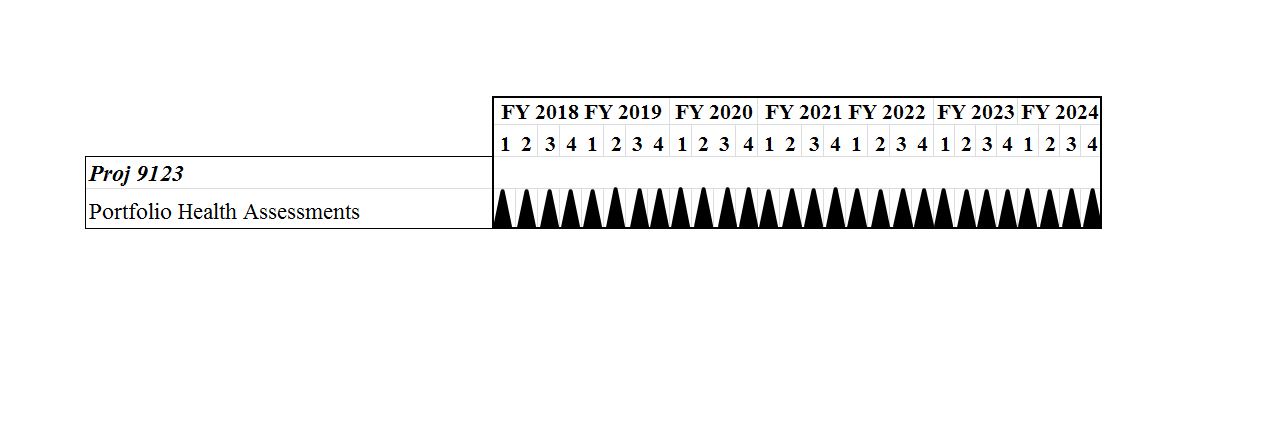 FY 2018 FY 2019 FY 2020 FY 2021 FY 2022 FY 2023 FY 2024
1 2 3 4 1 2 3 4 1 2 3 4 1 2 3 4 1 2 3 4 1 2 3 4 1 2 3 4
Proj 9123
Portfolio Health Assessments